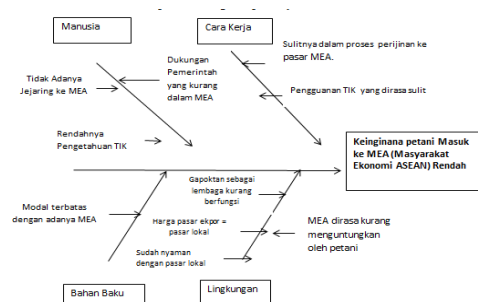 Manusia
Cara Kerja
Sulitnya dalam proses perijinan ke
pasar MEA.
Dukungan
Pemerintah
yang kurang
dalam MEA
Tidak Adanya
Jejaring ke MEA
Pengguanan TIK yang dirasa sulit
Rendahnya
Pengetahuan TIK
Keinginana petani Masuk
ke MEA (Masyarakat
Ekonomi ASEAN) Rendah
Gapoktan sebagai
lembaga kurang
berfungsi
Modal terbatas
dengan adanya MEA
Harga pasar ekpor =
pasar lokal
MEA dirasa kurang
menguntungkan
oleh petani
Sudah nyaman
dengan pasar lokal
Bahan Baku
Lingkungan